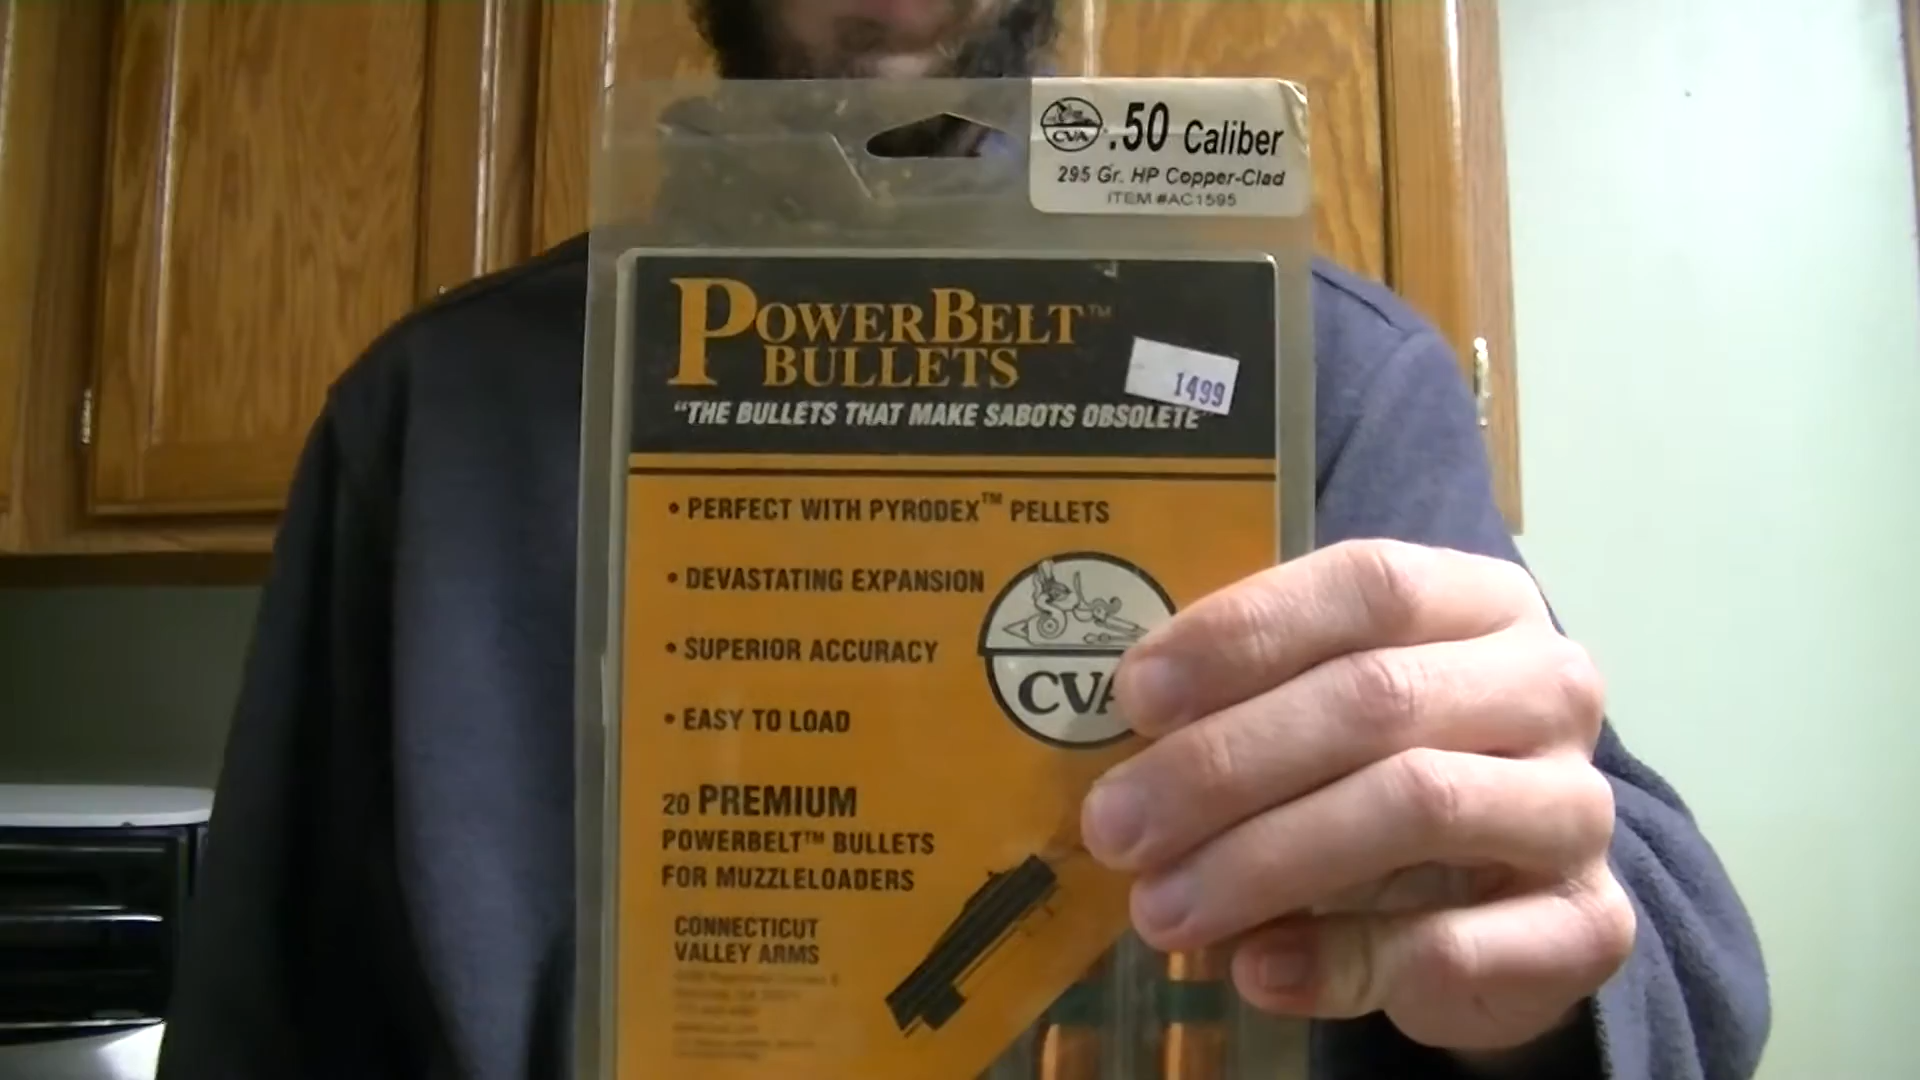 CVA
.50 Caliber
295 Gr. HP Copper-Clad
ITEM #AC1595
POWERBELT™
BULLETS
1499
"THE BULLETS THAT MAKE SABOTS OBSOLETE"
• PERFECT WITH PYRODEX™ PELLETS
• DEVASTATING EXPANSION
• SUPERIOR ACCURACY
• EASY TO LOAD
CVA
20 PREMIUM
POWERBELT™ BULLETS
FOR MUZZLELOADERS
CONNECTICUT
VALLEY ARMS